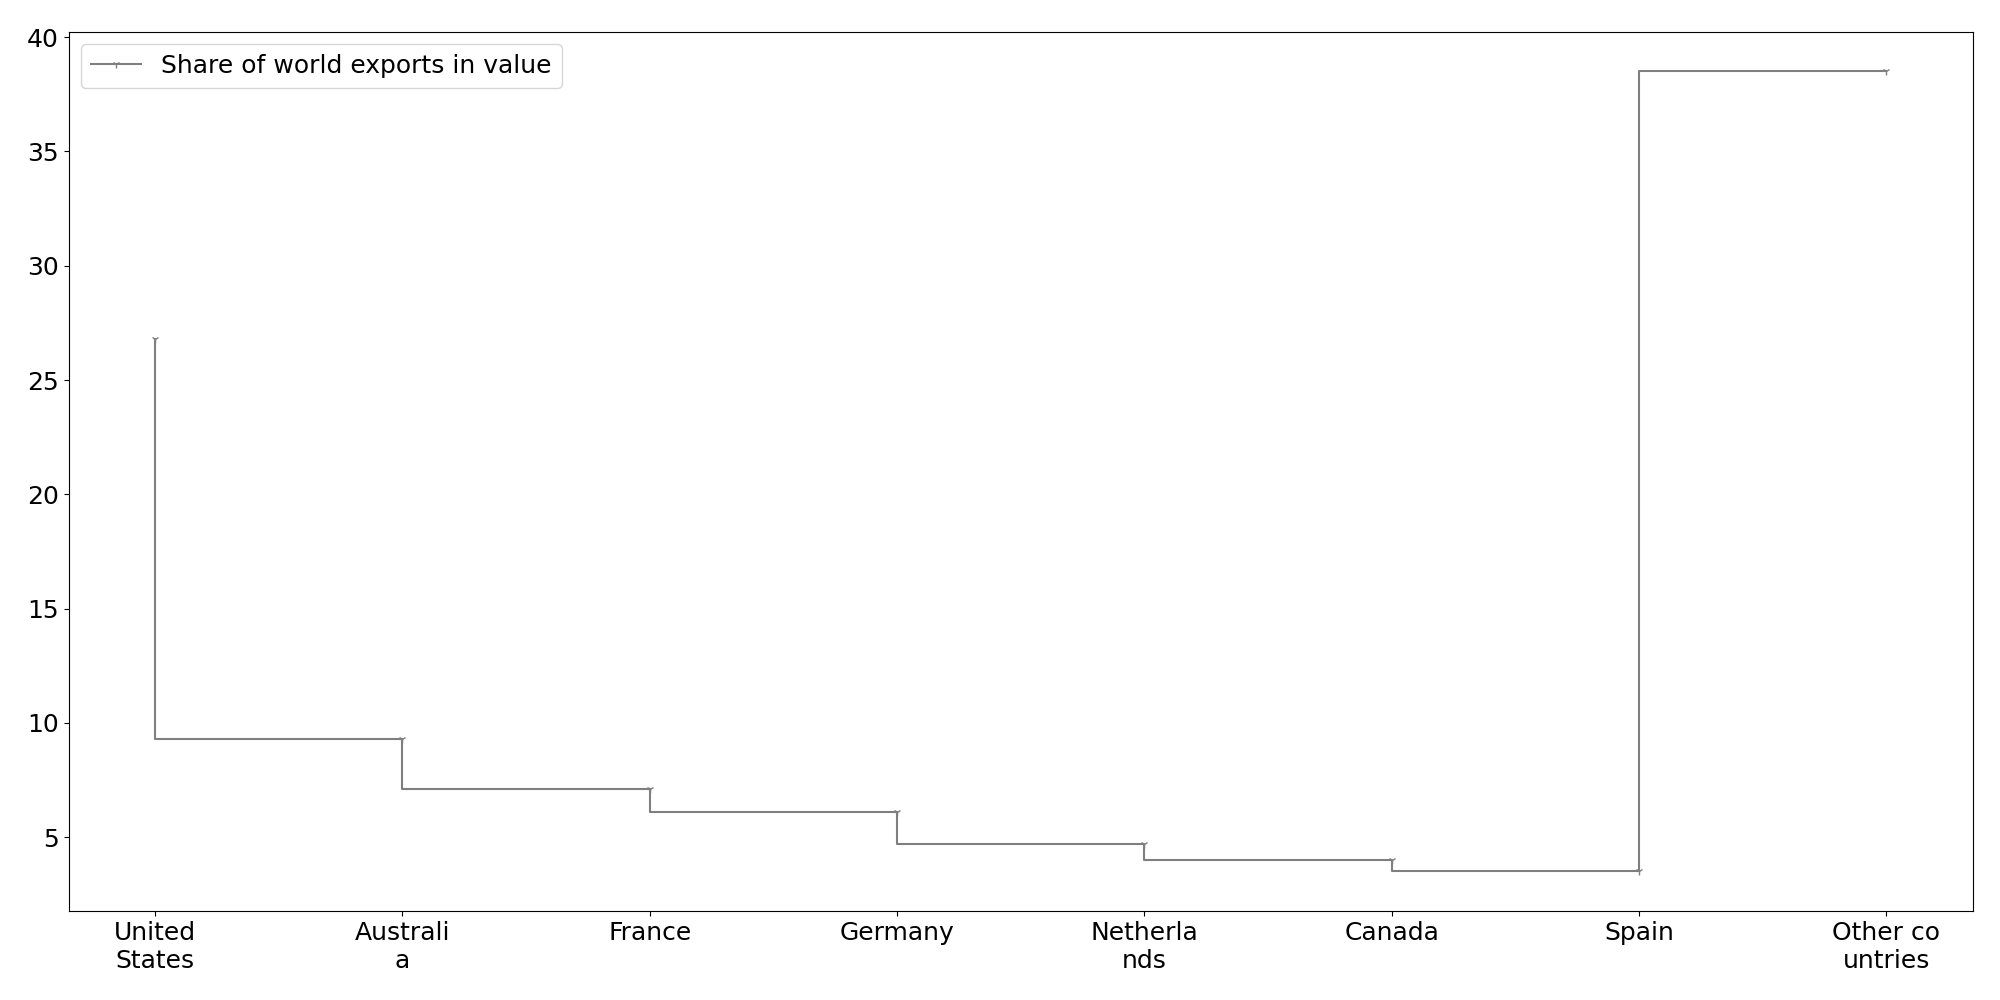 Share of world exports in value
40
35
30
25
20
15
10
5
United
States
Australi
a
France
Germany
Netherla
nds
Canada
Spain
Other co
untries